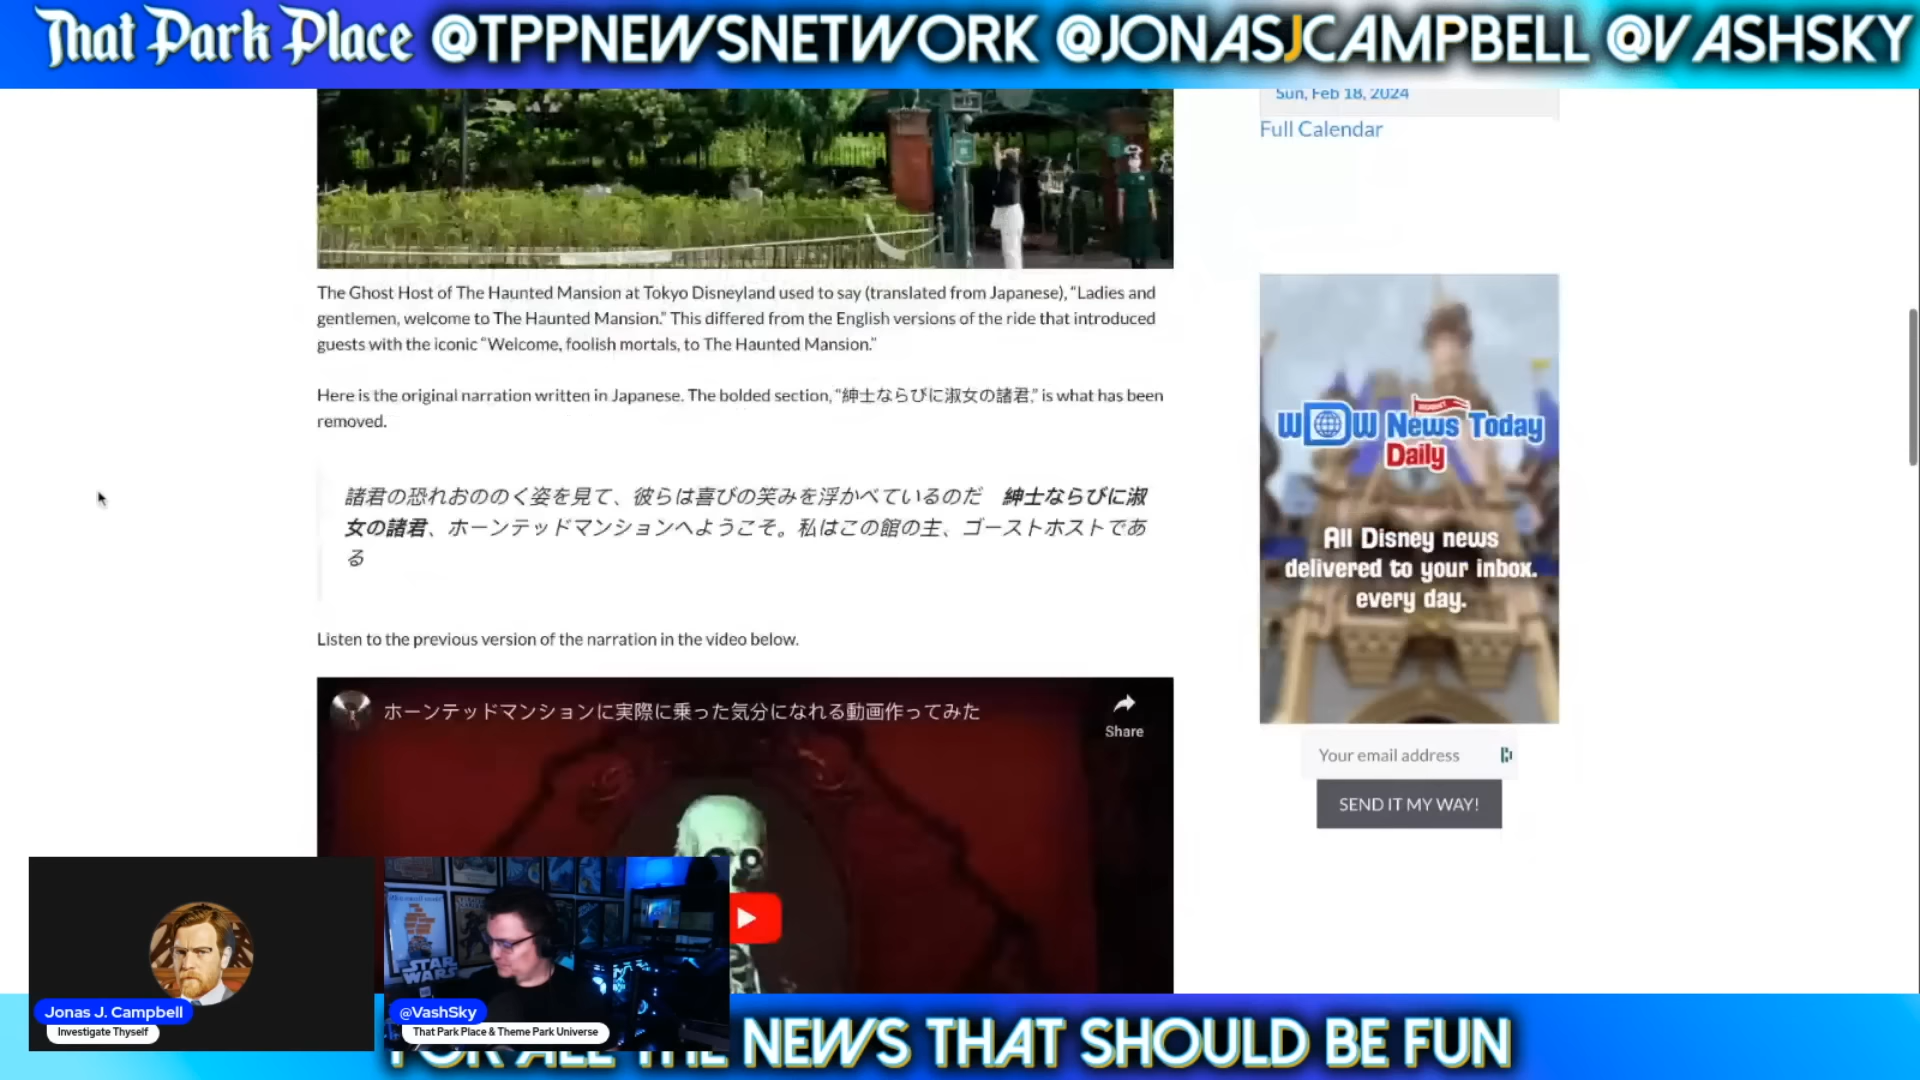 That Park Place @TPPNEWSNETWORK @JONASJCAMPBELL @VASHSKY
Sun, Feb 18, 2024
Full Calendar
The Ghost Host of The Haunted Mansion at Tokyo Disneyland used to say (translated from Japanese), “Ladies and
gentlemen, welcome to The Haunted Mansion.” This differed from the English versions of the ride that introduced
guests with the iconic “Welcome, foolish mortals, to The Haunted Mansion.”
Here is the original narration written in Japanese. The bolded section, “紳士ならびに淑女の諸君,” is what has been
removed.
諸君の恐れおののく姿を見て、彼らは喜びの笑みを浮かべているのだ 紳士ならびに淑
女の諸君、ホーンテッドマンションへようこそ。私はこの館の主、ゴーストホストであ
る
Listen to the previous version of the narration in the video below.
ホーンテッドマンションに実際に乗った気分になれる動画作ってみた
Share
WDW News Today
Daily
All Disney news
delivered to your inbox.
every day.
Your email address
SEND IT MY WAY!
STAR
WARS
Jonas J. Campbell
Investigate Thyself
@VashSky
That Park Place & Theme Park Universe
FOR ALL THE NEWS THAT SHOULD BE FUN